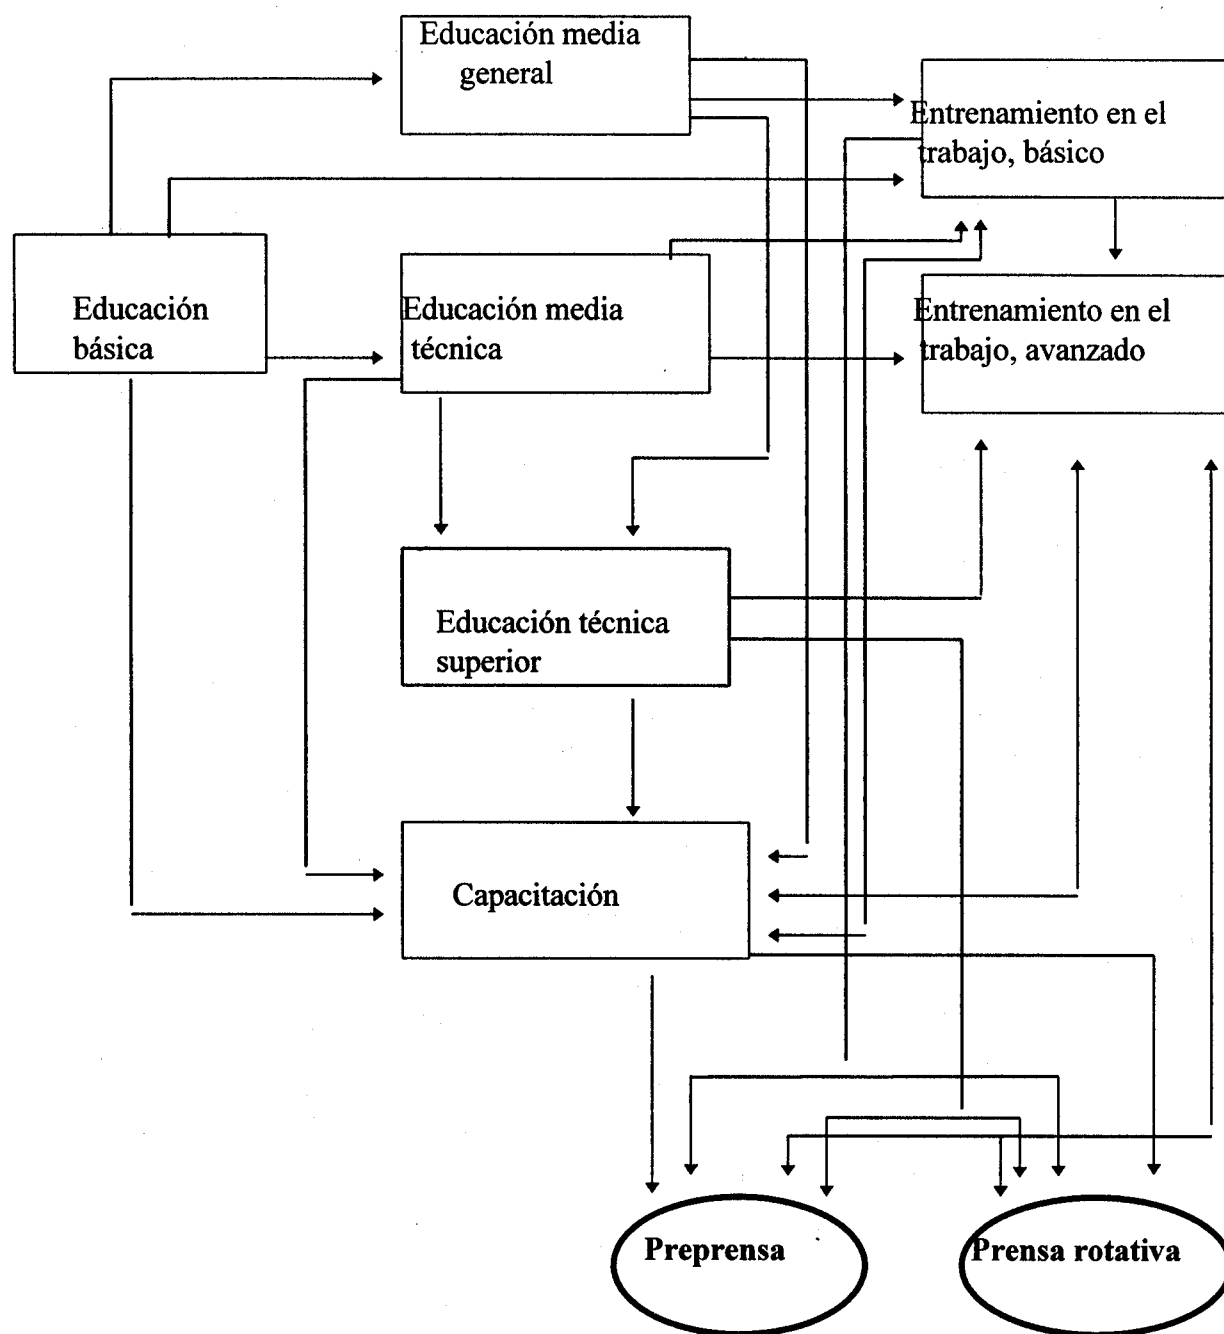 Educación media
general
Entrenamiento en el
trabajo, básico
Educación
básica
Educación media
técnica
Entrenamiento en el
trabajo, avanzado
Educación técnica
superior
Capacitación
Preprensa
Prensa rotativa